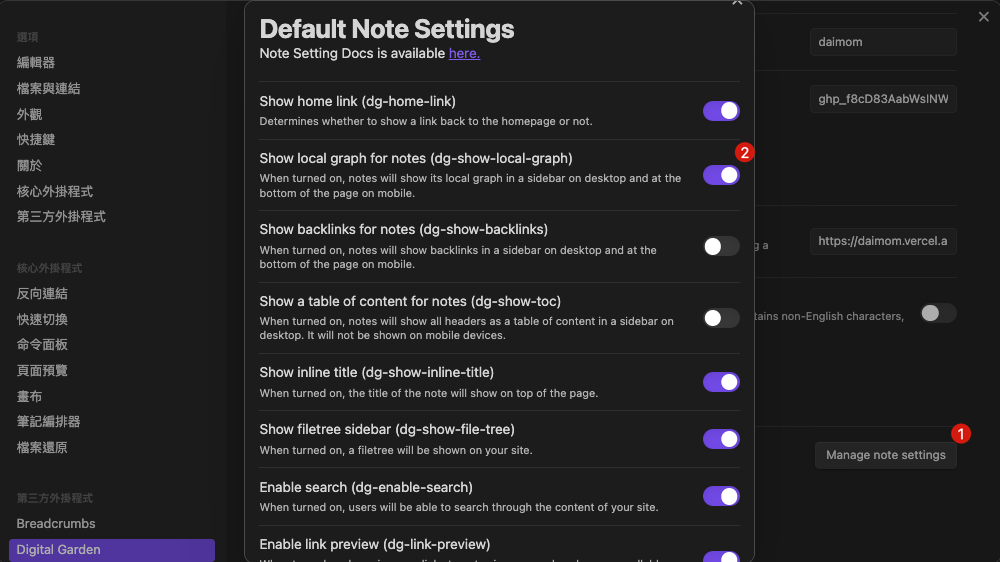 選項
編輯器
檔案與連結
外觀
快捷鍵
關於
核心外掛程式
第三方外掛程式
核心外掛程式
反向連結
快速切換
命令面板
頁面預覽
畫布
筆記編排器
檔案還原
第三方外掛程式
Breadcrumbs
Digital Garden
Default Note Settings
Note Setting Docs is available here.
Show home link (dg-home-link)
Determines whether to show a link back to the homepage or not.
2
Show local graph for notes (dg-show-local-graph)
When turned on, notes will show its local graph in a sidebar on desktop and at the
bottom of the page on mobile.
Show backlinks for notes (dg-show-backlinks)
When turned on, notes will show backlinks in a sidebar on desktop and at the
bottom of the page on mobile.
Show a table of content for notes (dg-show-toc)
When turned on, notes will show all headers as a table of content in a sidebar on
desktop. It will not be shown on mobile devices.
Show inline title (dg-show-inline-title)
When turned on, the title of the note will show on top of the page.
Show filetree sidebar (dg-show-file-tree)
When turned on, a filetree will be shown on your site.
Enable search (dg-enable-search)
When turned on, users will be able to search through the content of your site.
Enable link preview (dg-link-preview)
daimom
https://daimom.vercel.a
g a
tains non-English characters,
1
Manage note settings